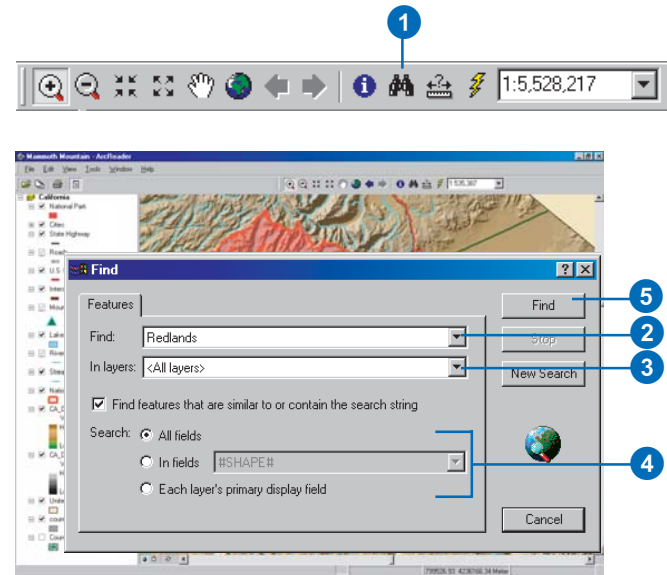 1
1:5,528,217
Mammoth Mountain - ArcReader
File Edit View Tools Window Help
California
National Park
Cities
State Highway
Find
Features
Find: Redlands
In layers: <All layers>
Find features that are similar to or contain the search string
Search: All fields
In fields #SHAPE#
Each layer's primary display field
Find
Stop
New Search
Cancel
5
2
3
4